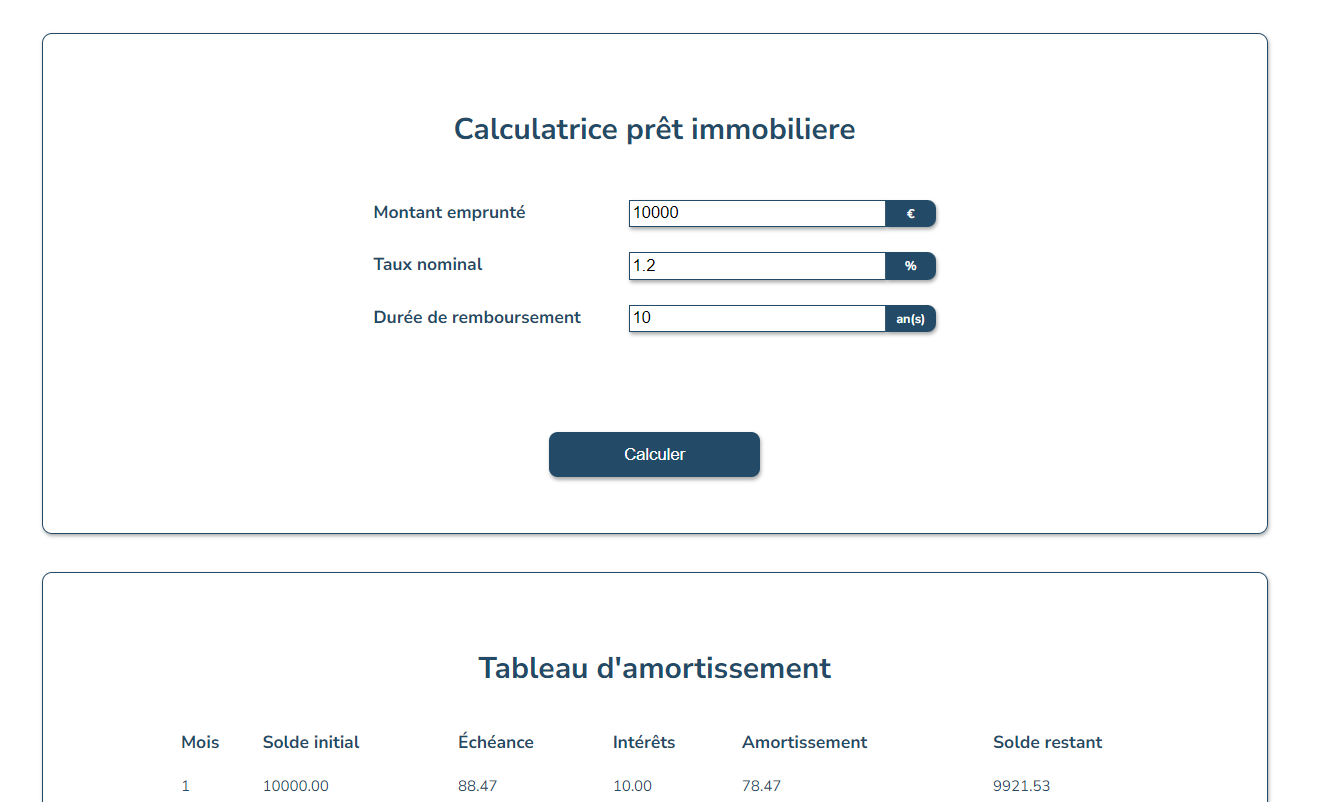 Calculatrice prêt immobiliere
Montant emprunté 10000 €
Taux nominal 1.2 %
Durée de remboursement 10 an(s)
Calculer
Tableau d'amortissement
Mois Solde initial Échéance Intérêts Amortissement Solde restant
1 10000.00 88.47 10.00 78.47 9921.53